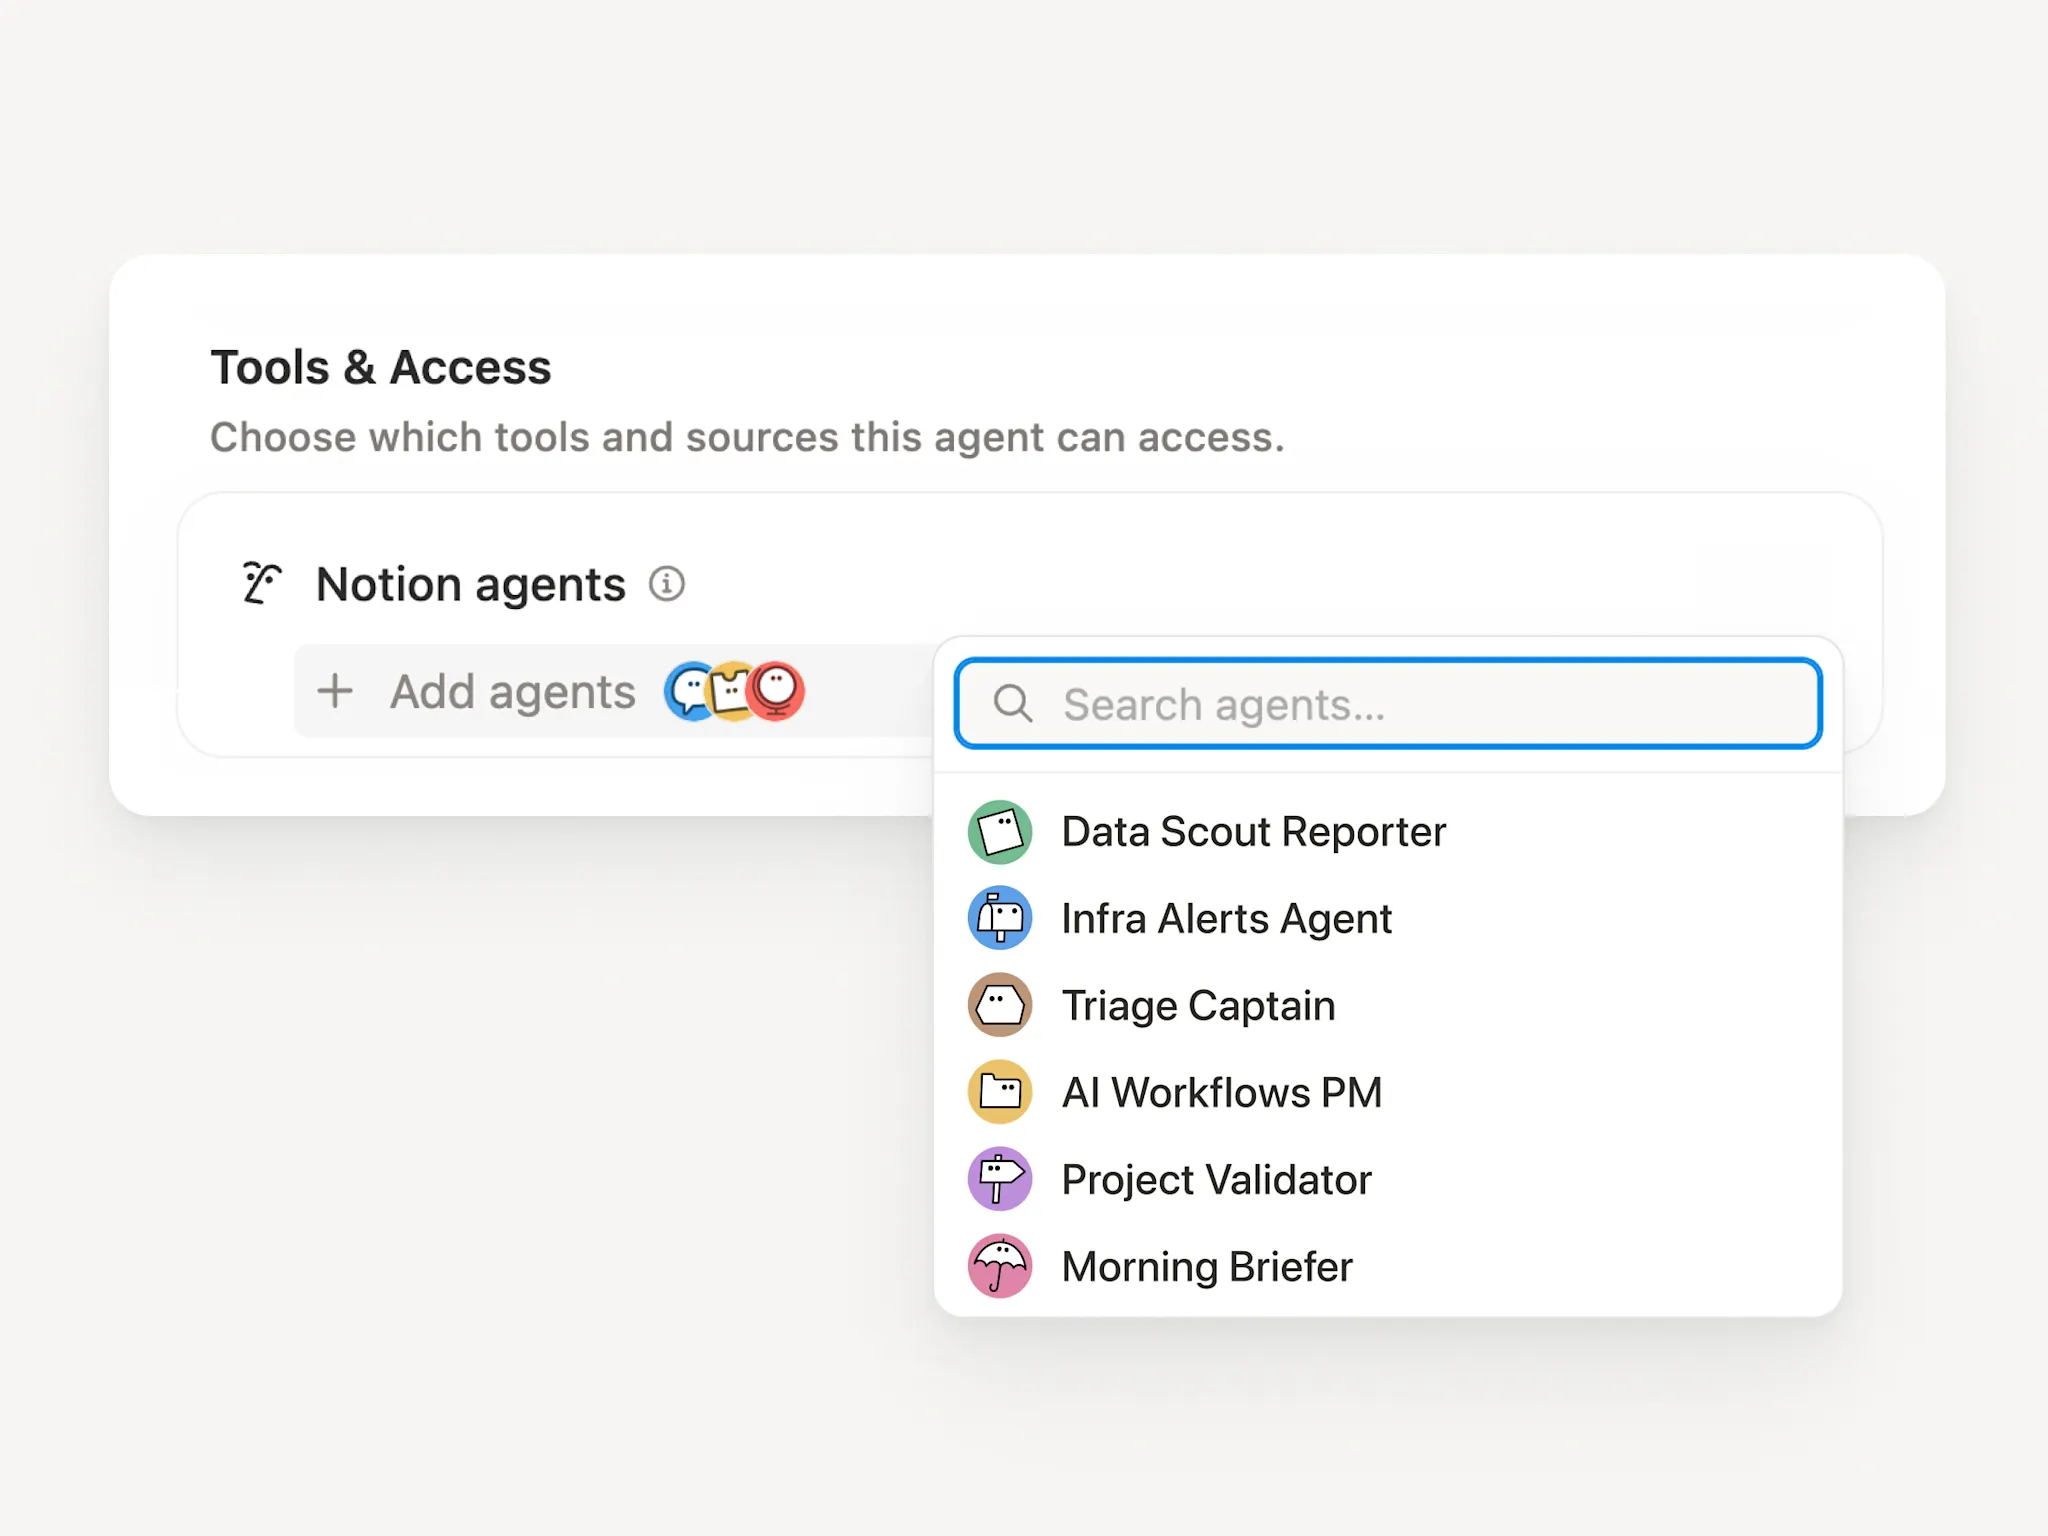 Tools & Access
Choose which tools and sources this agent can access.
Notion agents
Add agents
Search agents...
Data Scout Reporter
Infra Alerts Agent
Triage Captain
AI Workflows PM
Project Validator
Morning Briefer